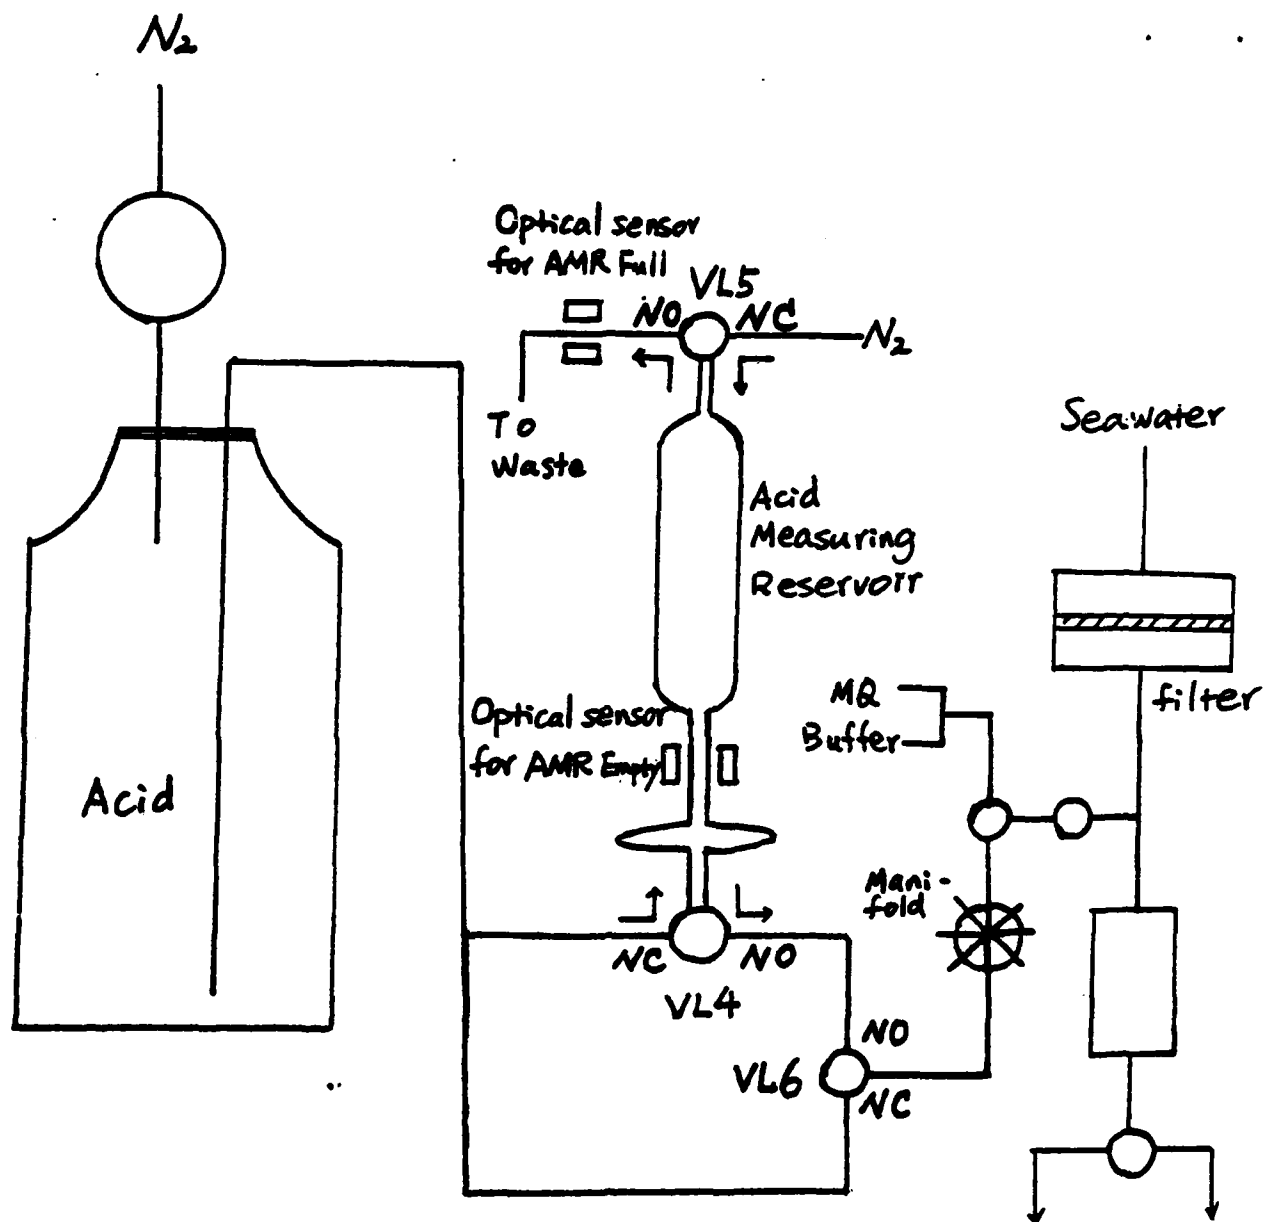 N2
Optical sensor
for AMR Full
VL5
NO
NC
N2
To
Waste
Acid
Measuring
Reservoir
Seawater
filter
Optical sensor
for AMR Empty
MQ
Buffer
Acid
Mani-
fold
NC
NO
VL4
NO
VL6
NC